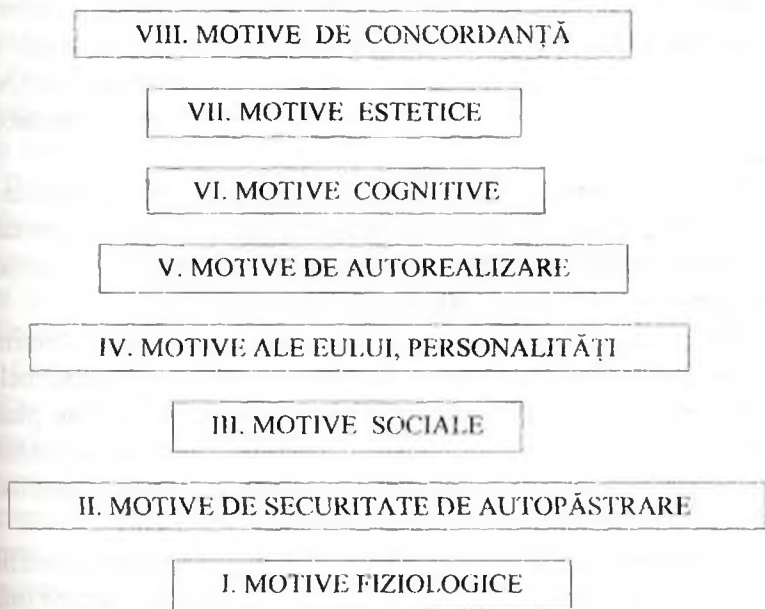 VIII. MOTIVE DE CONCORDANȚĂ
VII. MOTIVE ESTETICE
VI. MOTIVE COGNITIVE
V. MOTIVE DE AUTOREALIZARE
IV. MOTIVE ALE EULUI, PERSONALITĂȚI
III. MOTIVE SOCIALE
II. MOTIVE DE SECURITATE DE AUTOPĂSTRARE
I. MOTIVE FIZIOLOGICE